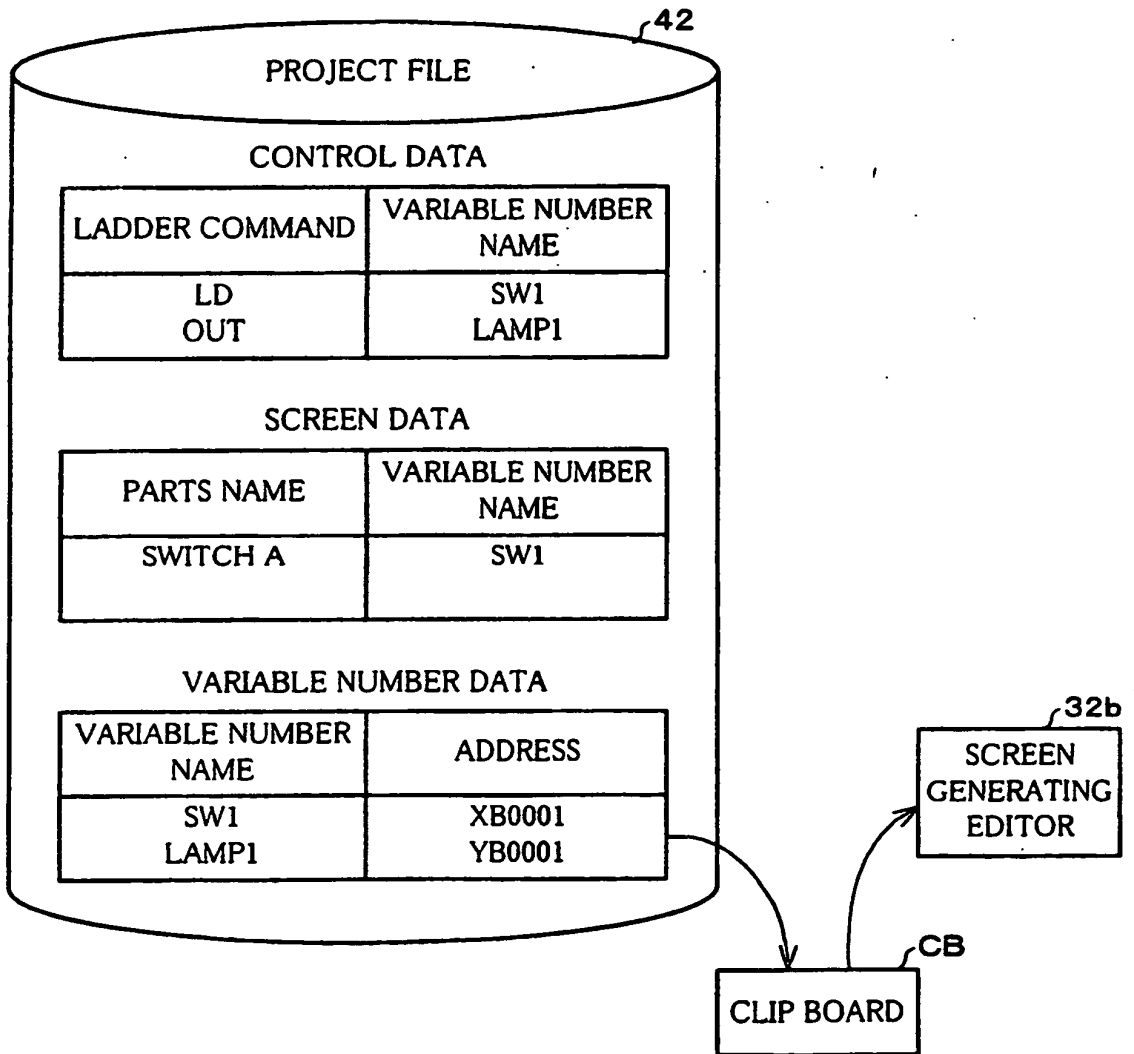 42
PROJECT FILE
CONTROL DATA
LADDER COMMAND
VARIABLE NUMBER
NAME
LD
SW1
OUT
LAMP1
SCREEN DATA
PARTS NAME
VARIABLE NUMBER
NAME
SWITCH A
SW1
VARIABLE NUMBER DATA
VARIABLE NUMBER
NAME
ADDRESS
SW1
XB0001
LAMP1
YB0001
32b
SCREEN
GENERATING
EDITOR
CB
CLIP BOARD